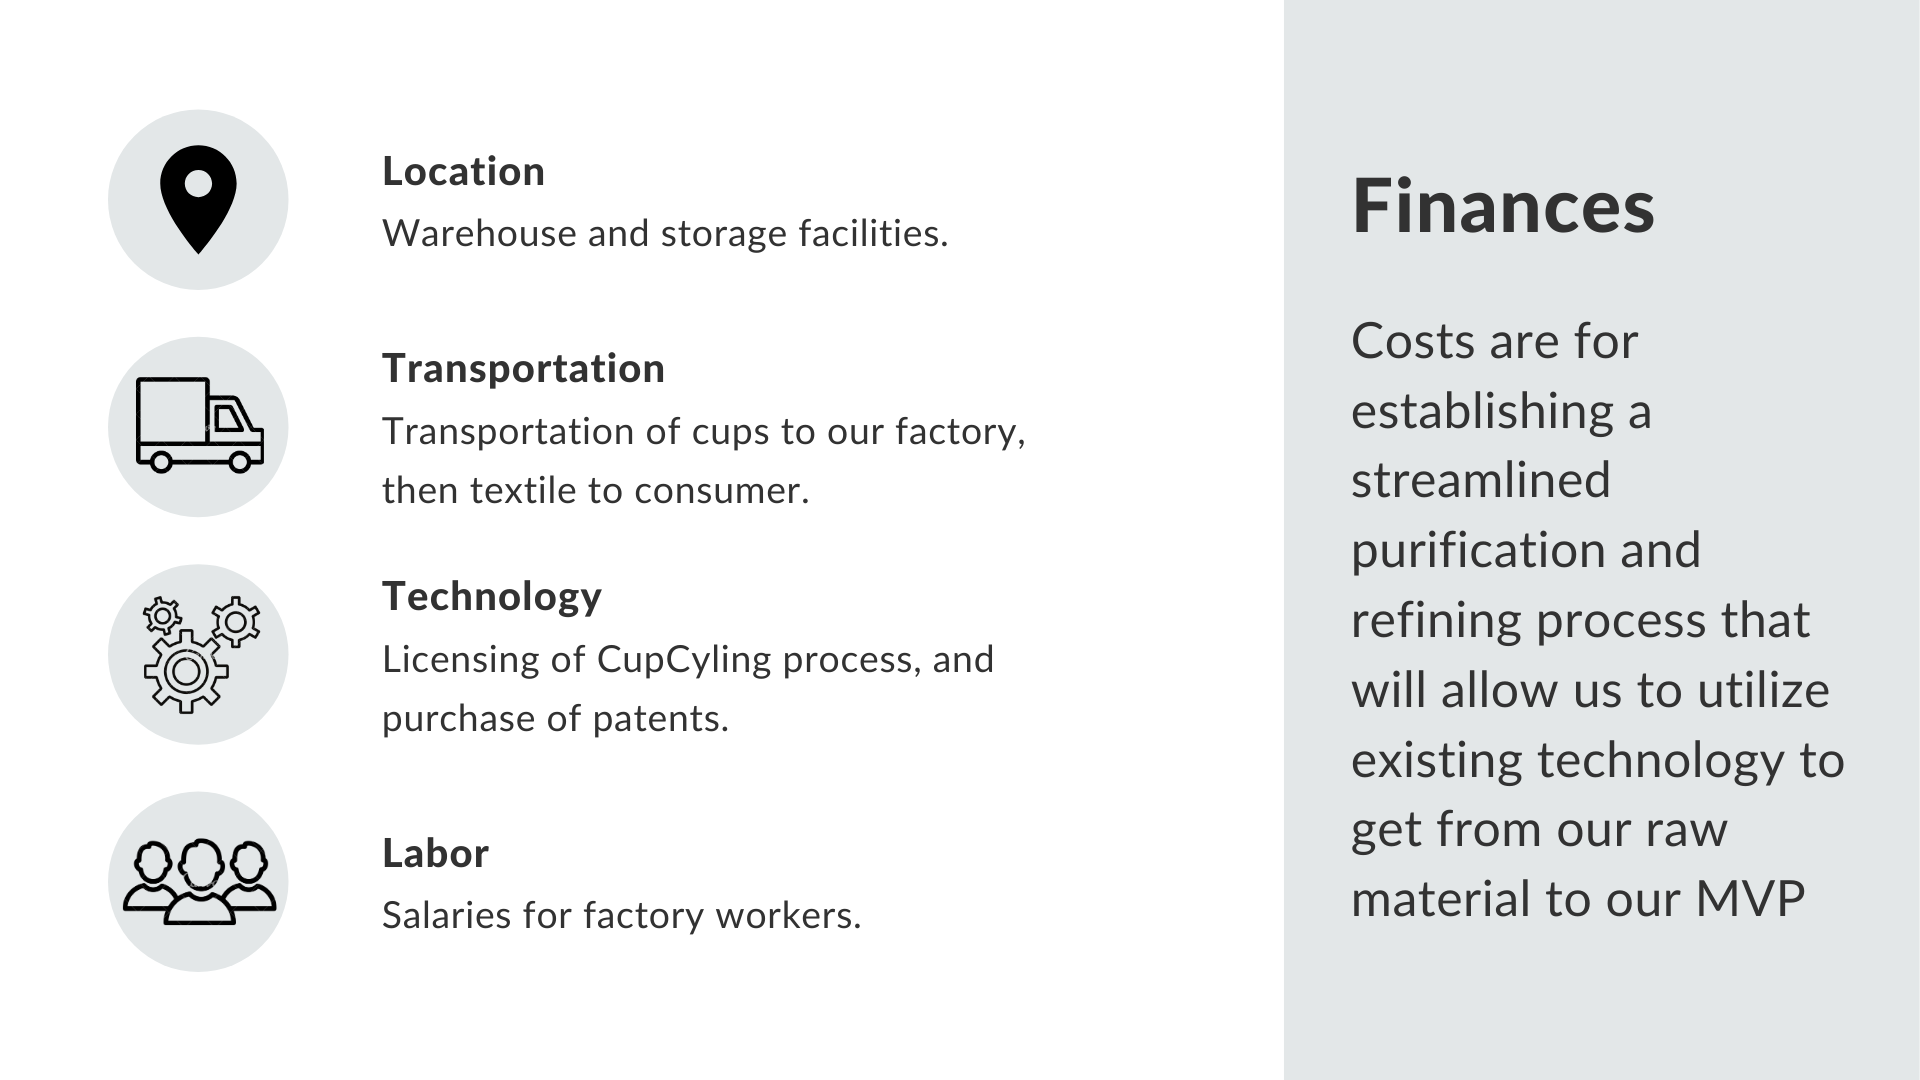 Location
Warehouse and storage facilities.
Transportation
Transportation of cups to our factory,
then textile to consumer.
Technology
Licensing of CupCyling process, and
purchase of patents.
Labor
Salaries for factory workers.
Finances
Costs are for
establishing a
streamlined
purification and
refining process that
will allow us to utilize
existing technology to
get from our raw
material to our MVP